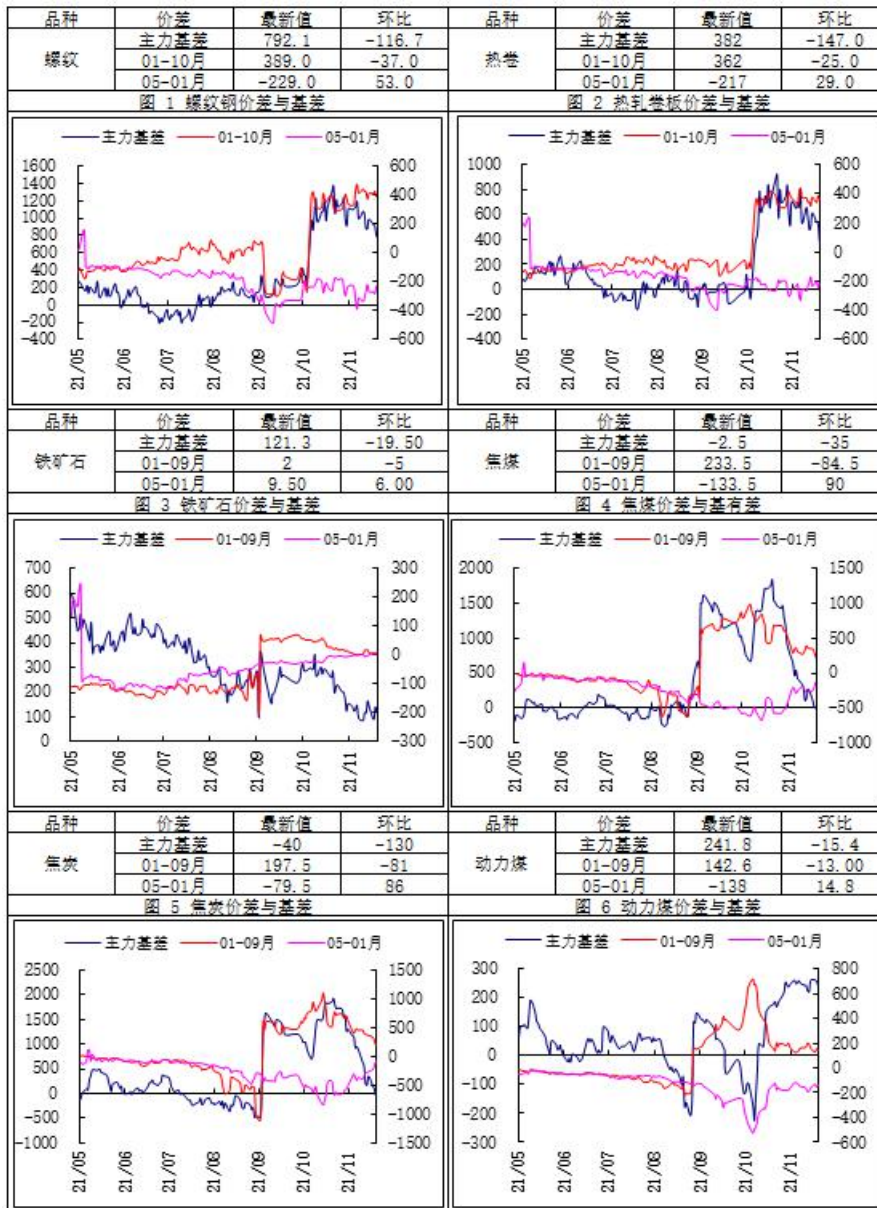 品种 价差 最新值 环比
螺纹 主力基差 792.1 -116.7
01-10月 389.0 -37.0
05-01月 -229.0 53.0
图 1 螺纹钢价差与基差
主力基差 01-10月 05-01月
1600 600
1400
1200 400
1000 200
800
600 0
400
200 -200
0
-200 -400
-400 -600
21/05 21/06 21/07 21/08 21/09 21/10 21/11
品种 价差 最新值 环比
热卷 主力基差 382 -147.0
01-10月 362 -25.0
05-01月 -217 29.0
图 2 热轧卷板价差与基差
主力基差 01-10月 05-01月
1000 600
800 400
600 200
400 0
200
0 -200
-200 -400
-400 -600
21/05 21/06 21/07 21/08 21/09 21/10 21/11
品种 价差 最新值 环比
铁矿石 主力基差 121.3 -19.50
01-09月 2 -5
05-01月 9.50 6.00
图 3 铁矿石价差与基差
主力基差 01-09月 05-01月
700 300
600 200
500 100
400 0
300
200 -100
100 -200
0 -300
21/05 21/06 21/07 21/08 21/09 21/10 21/11
品种 价差 最新值 环比
焦煤 主力基差 -2.5 -35
01-09月 233.5 -84.5
05-01月 -133.5 90
图 4 焦煤价差与基有差
主力基差 01-09月 05-01月
2000 1500
1500 1000
1000 500
500 0
0 -500
-500 -1000
21/05 21/06 21/07 21/08 21/09 21/10 21/11
品种 价差 最新值 环比
焦炭 主力基差 -40 -130
01-09月 197.5 -81
05-01月 -79.5 86
图 5 焦炭价差与基差
主力基差 01-09月 05-01月
2500 1500
2000 1000
1500 500
1000 0
500
0 -500
-500 -1000
-1000 -1500
21/05 21/06 21/07 21/08 21/09 21/10 21/11
品种 价差 最新值 环比
动力煤 主力基差 241.8 -15.4
01-09月 142.6 -13.00
05-01月 -138 14.8
图 6 动力煤价差与基差
主力基差 01-09月 05-01月
300 800
200 600
100 400
0 200
-100 0
-200 -200
-300 -400
-600
21/05 21/06 21/07 21/08 21/09 21/10 21/11